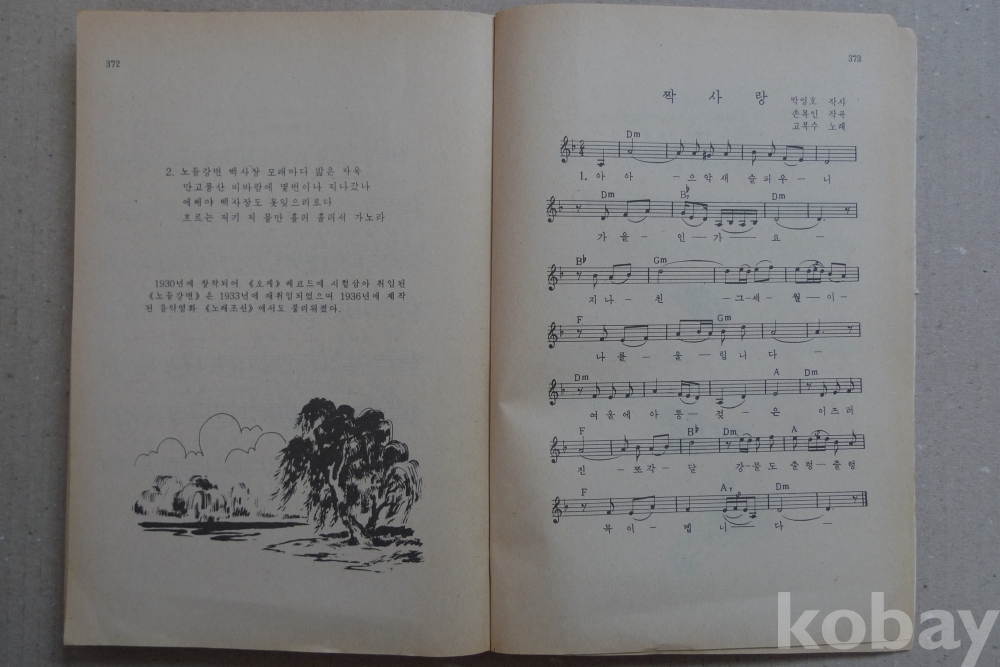 372
2. 노들강변 백사장 모래마다 밟은 자욱
만고풍산 비바람에 몇번이나 지나갔나
에헤야 백사장도 못잊으리로다
흐르는 저기 저 물만 흘러 흘러서 가노라
1930년에 창작되여 《오케》레코드에 시험삼아 취입된
《노들강변》은 1933년에 재취입되였으며 1936년에 제작
된 음악영화 《노래조선》에서도 불리워졌다.
373
짝 사 랑
박영호 작사
손목인 작곡
고복수 노래
Dm
1. 아 아 - 으악새 슬피우 - 니
Dm B♭
가 을 - 인 - 가 - 요 -
B♭ Gm
지 나 - 친 - 그 - 세 - 월 이 -
F Gm
나 를 - 울 - 립 니 다 -
Dm A Dm
여 울 에 아 롱 - 젖 - 은 이 즈 러
F B♭ Dm A
진 - 쪼 각 - 달 강 - 물 도 출 렁 - 출 렁
F A7 Dm
목 이 - 멥 - 니 - 다 -
kobay